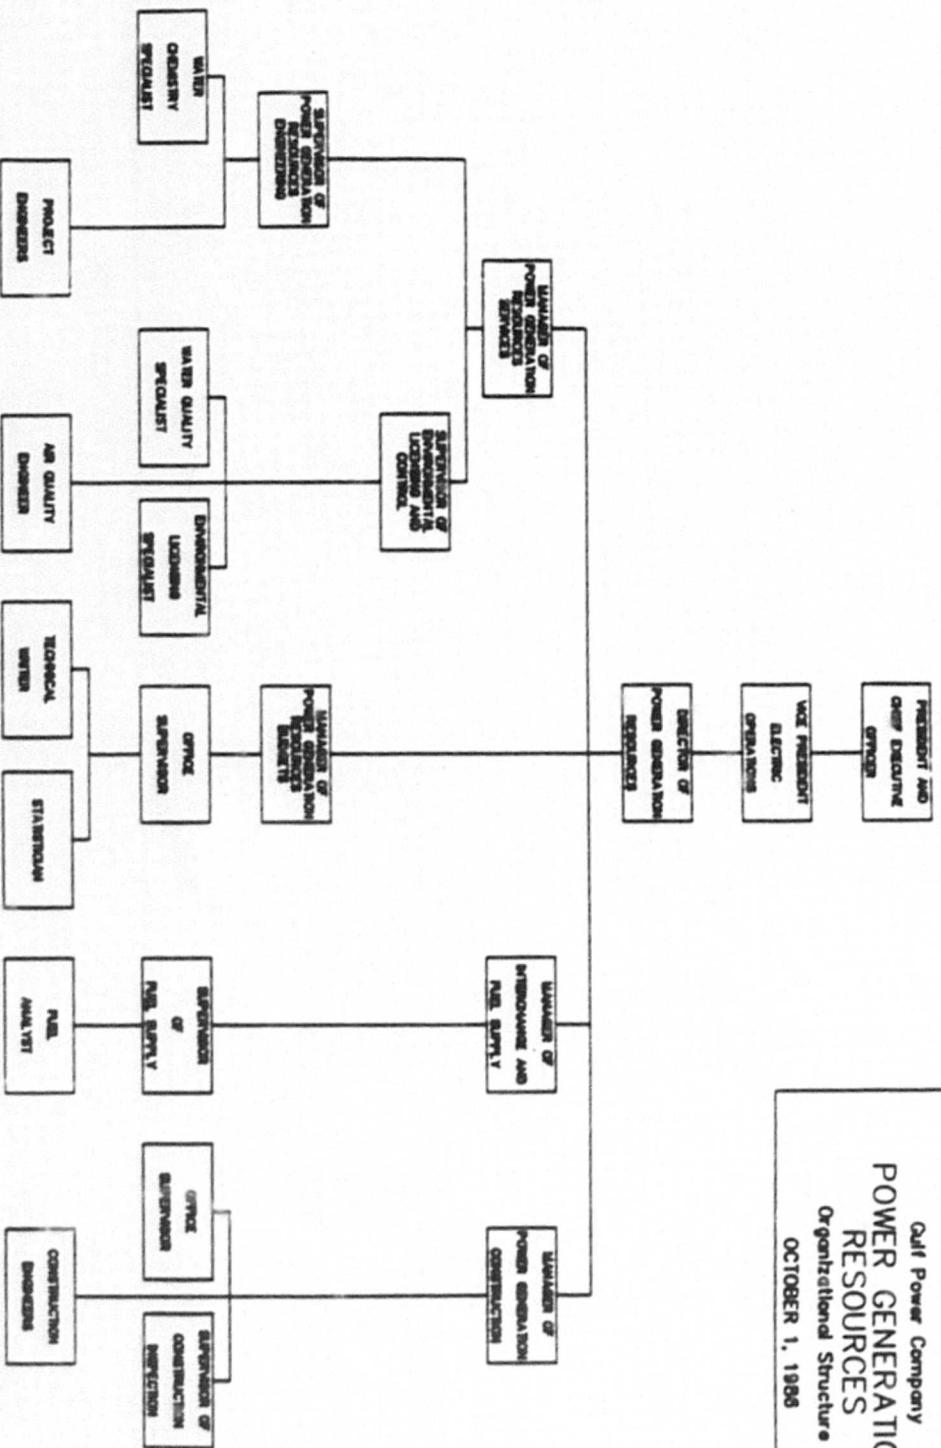 Gulf Power Company
POWER GENERATIO
RESOURCES
Organizational Structure
OCTOBER 1, 1986
PRESIDENT AND
CHIEF EXECUTIVE
OFFICER
VICE PRESIDENT
ELECTRIC
OPERATIONS
DIRECTOR OF
POWER GENERATION
RESOURCES
MANAGER OF
POWER GENERATION
RESOURCES
SERVICES
SUPERVISOR OF
POWER GENERATION
RESOURCES
ENGINEERING
WATER
CHEMISTRY
SPECIALIST
PROJECT
ENGINEERS
SUPERVISOR OF
ENVIRONMENTAL
LICENSING AND
CONTROL
WATER QUALITY
SPECIALIST
ENVIRONMENTAL
LICENSING
SPECIALIST
AIR QUALITY
ENGINEER
MANAGER OF
POWER GENERATION
RESOURCES
BUDGETS
OFFICE
SUPERVISOR
TECHNICAL
WRITER
STATISTICIAN
MANAGER OF
INTERCHANGE AND
FUEL SUPPLY
SUPERVISOR
OF
FUEL SUPPLY
FUEL
ANALYST
MANAGER OF
POWER GENERATION
CONSTRUCTION
OFFICE
SUPERVISOR
SUPERVISOR OF
CONSTRUCTION
INSPECTION
CONSTRUCTION
ENGINEERS